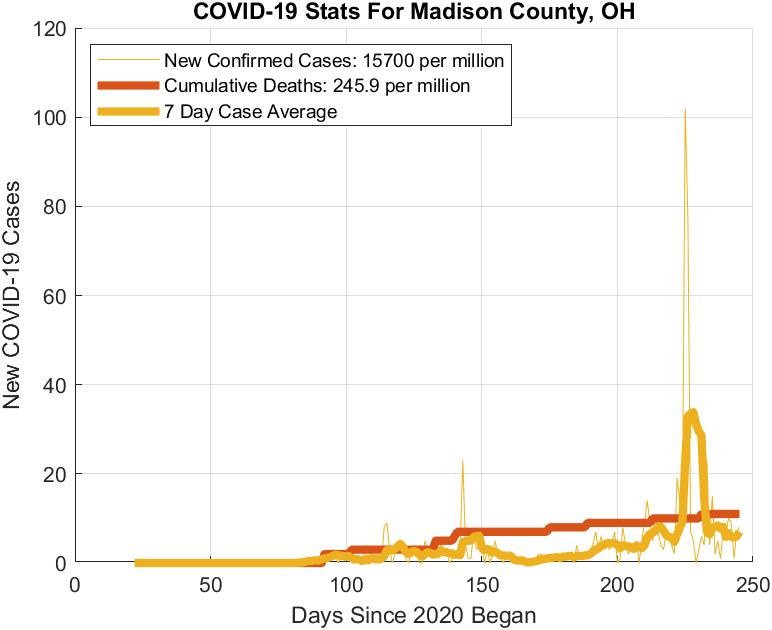 COVID-19 Stats For Madison County, OH
120
New Confirmed Cases: 15700 per million
Cumulative Deaths: 245.9 per million
7 Day Case Average
100
80
60
40
20
0
New COVID-19 Cases
0 50 100 150 200 250
Days Since 2020 Began